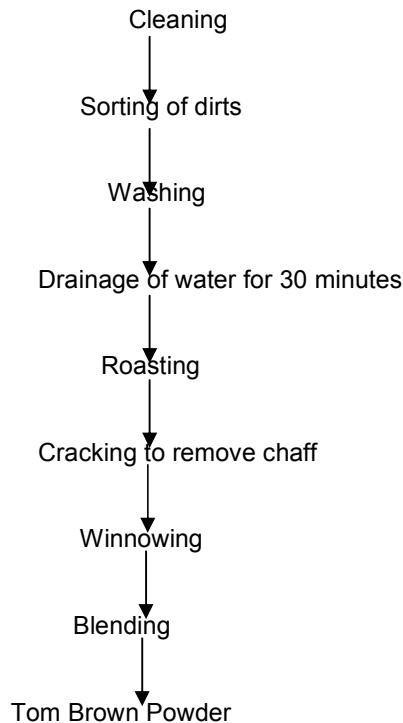 Cleaning
Sorting of dirts
Washing
Drainage of water for 30 minutes
Roasting
Cracking to remove chaff
Winnowing
Blending
Tom Brown Powder